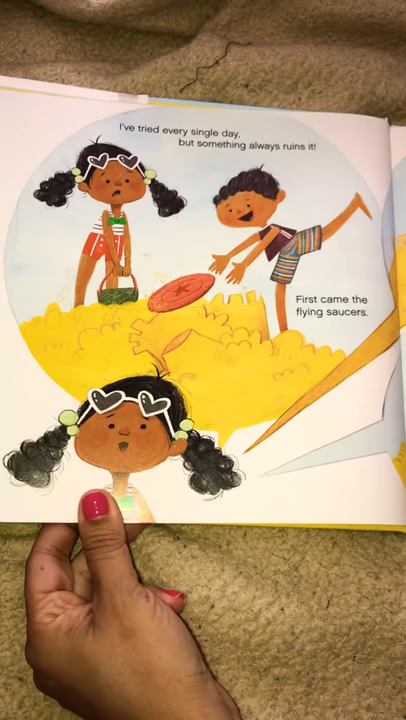 I've tried every single day,
but something always ruins it!
First came the
flying saucers.